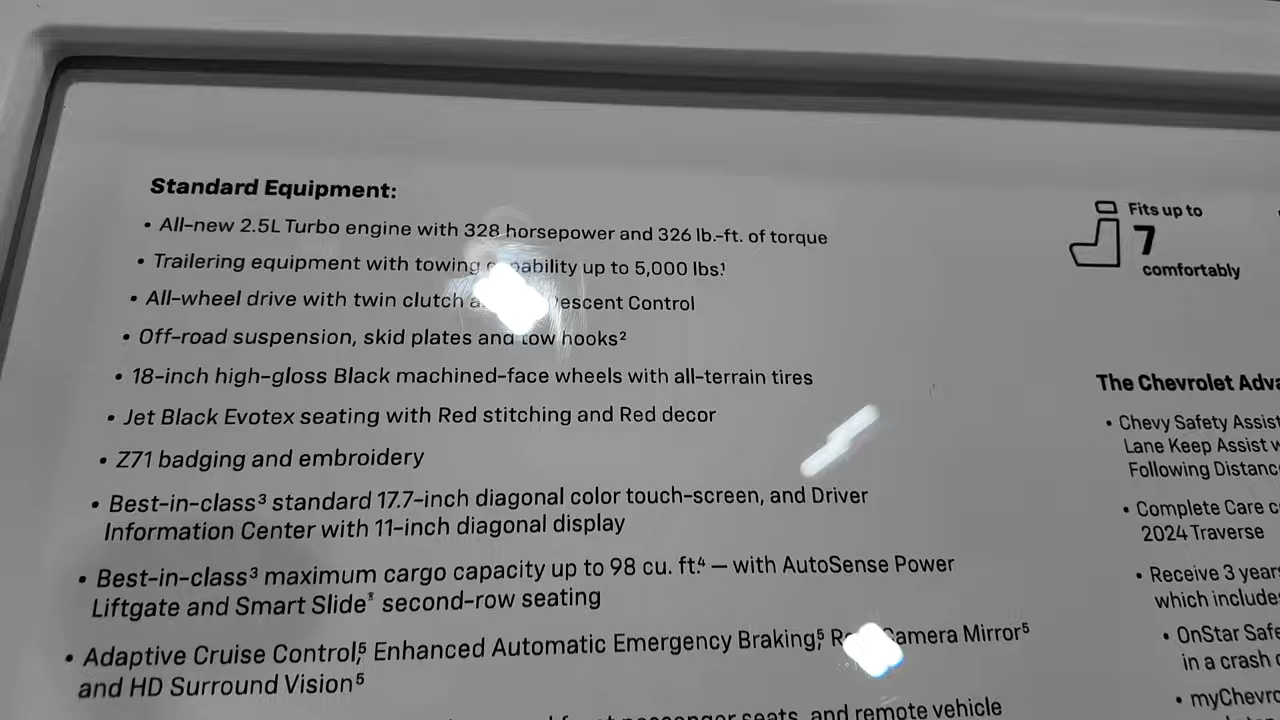 Standard Equipment:
• All-new 2.5L Turbo engine with 328 horsepower and 326 lb.-ft. of torque
• Trailering equipment with towing capability up to 5,000 lbs.¹
• All-wheel drive with twin clutch Descent Control
• Off-road suspension, skid plates and tow hooks²
• 18-inch high-gloss Black machined-face wheels with all-terrain tires
• Jet Black Evotex seating with Red stitching and Red decor
• Z71 badging and embroidery
• Best-in-class³ standard 17.7-inch diagonal color touch-screen, and Driver
Information Center with 11-inch diagonal display
• Best-in-class³ maximum cargo capacity up to 98 cu. ft.⁴ — with AutoSense Power
Liftgate and Smart Slide® second-row seating
• Adaptive Cruise Control,⁵ Enhanced Automatic Emergency Braking,⁵ Camera Mirror⁵
and HD Surround Vision⁵
seats, and remote vehicle
Fits up to
7
comfortably
The Chevrolet Adva
• Chevy Safety Assist
Lane Keep Assist w
Following Distanc
• Complete Care c
2024 Traverse
• Receive 3 years
which include
• OnStar Safe
in a crash
• myChevro